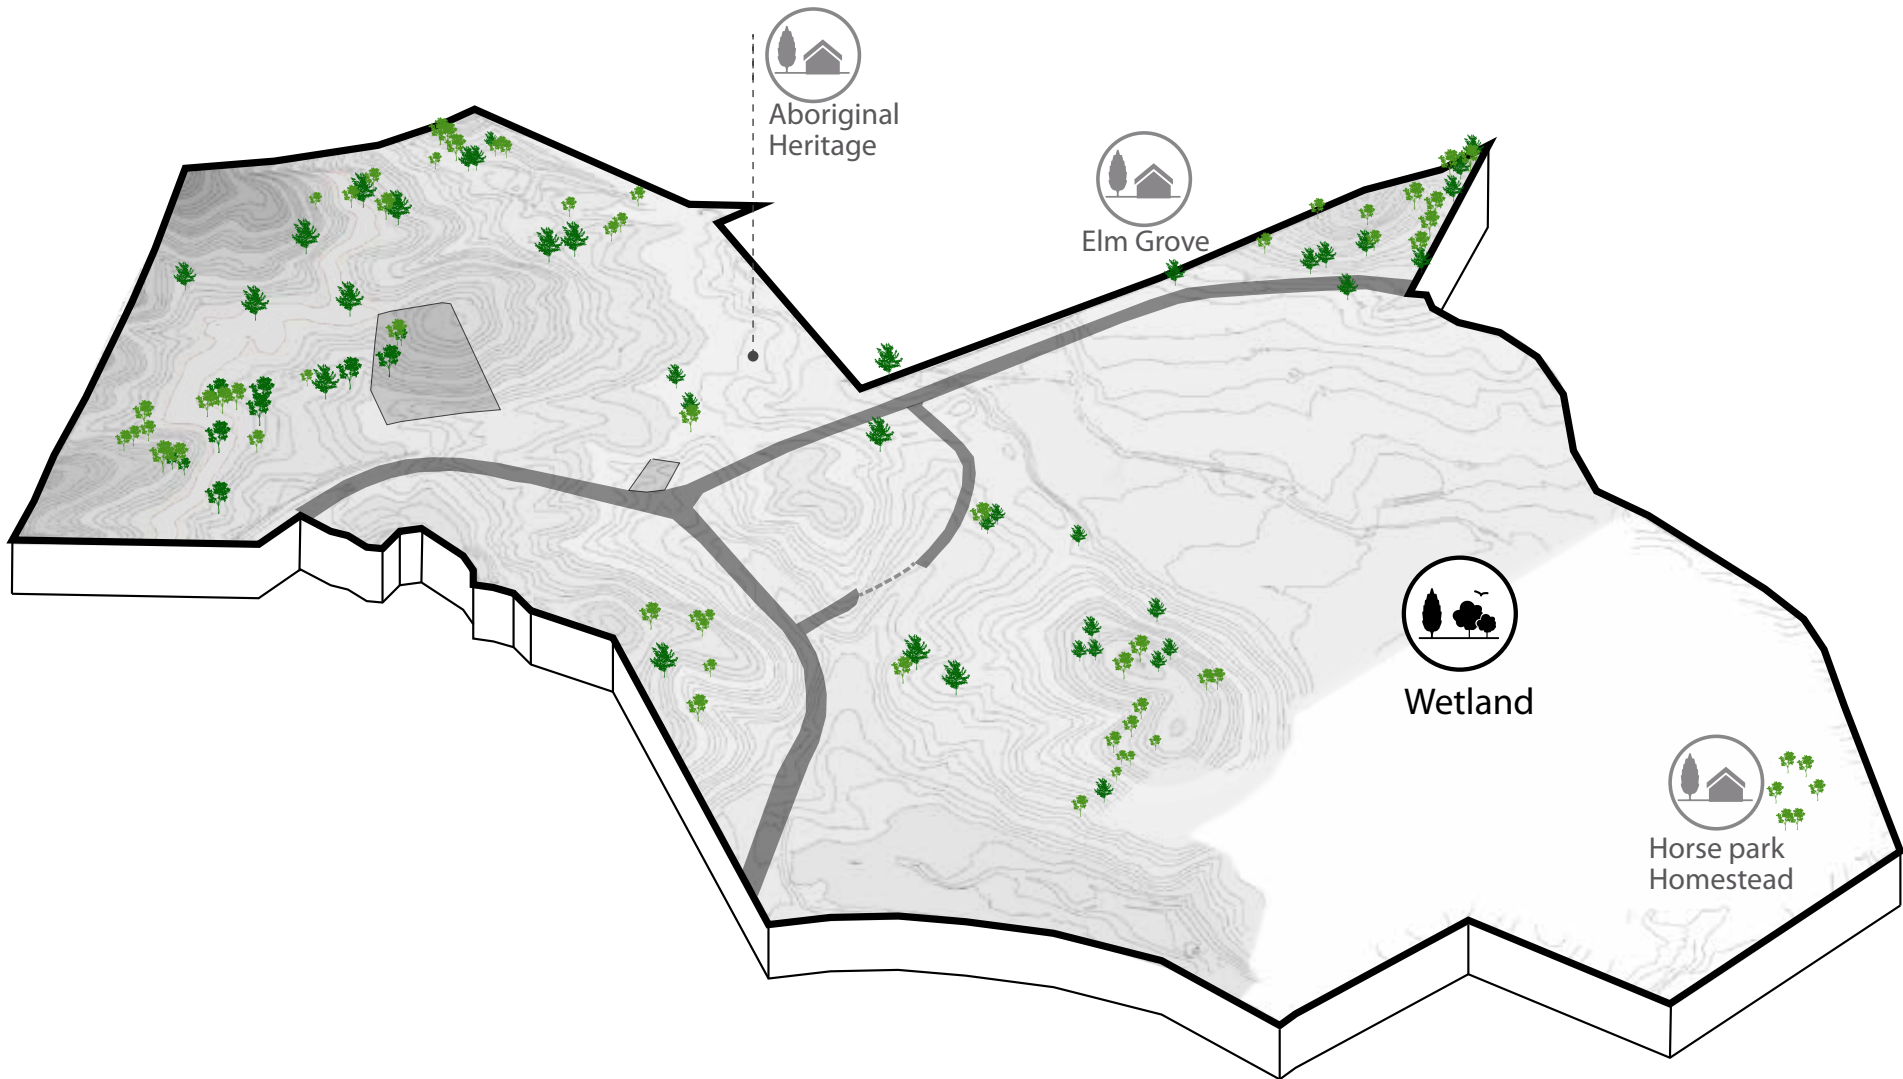 Aboriginal
Heritage
Elm Grove
Wetland
Horse park
Homestead